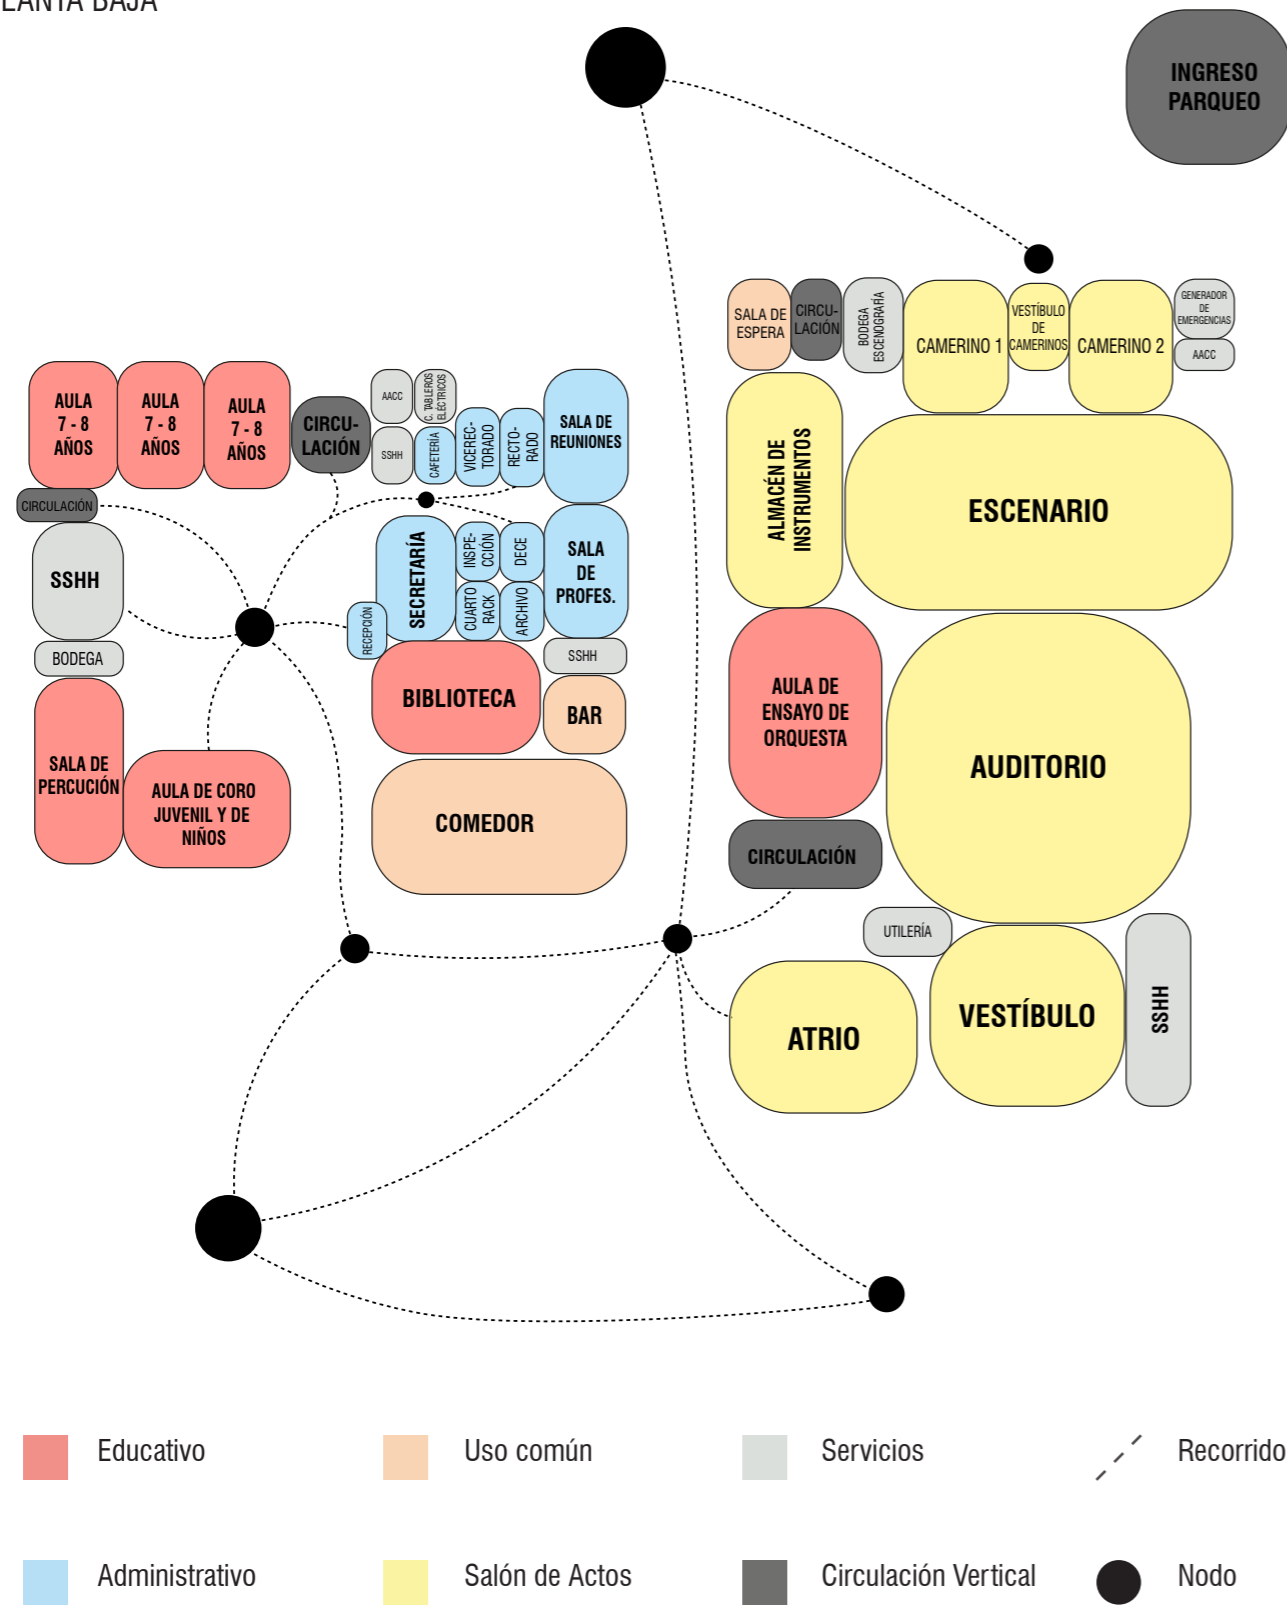 LANTA BAJA
INGRESO
PARQUEO
SALA DE
ESPERA
CIRCU-
LACIÓN
BODEGA
ESCENOGRAFÍA
CAMERINO 1
VESTÍBULO
DE
CAMERINOS
CAMERINO 2
GENERADOR
DE
EMERGENCIAS
AACC
AULA
7 - 8
AÑOS
AULA
7 - 8
AÑOS
AULA
7 - 8
AÑOS
CIRCU-
LACIÓN
AACC
C. TABLEROS
ELÉCTRICOS
SSHH
CAFETERÍA
VICEREC-
TORADO
RECTO-
RADO
SALA DE
REUNIONES
CIRCULACIÓN
SSHH
BODEGA
SALA DE
PERCUCIÓN
AULA DE CORO
JUVENIL Y DE
NIÑOS
RECEPCIÓN
SECRETARÍA
INSPE-
CCIÓN
DECE
CUARTO
RACK
ARCHIVO
SALA
DE
PROFES.
SSHH
BIBLIOTECA
BAR
COMEDOR
ALMACÉN DE
INSTRUMENTOS
ESCENARIO
AULA DE
ENSAYO DE
ORQUESTA
AUDITORIO
CIRCULACIÓN
UTILERÍA
ATRIO
VESTÍBULO
SSHH
Educativo
Uso común
Servicios
Recorrido
Administrativo
Salón de Actos
Circulación Vertical
Nodo